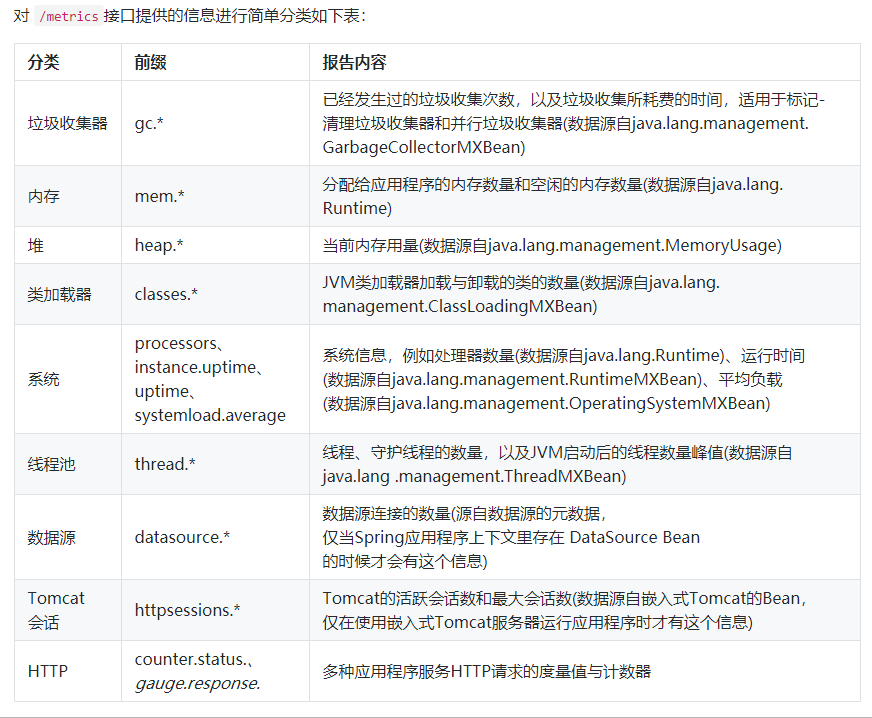 对 /metrics 接口提供的信息进行简单分类如下表：
分类 前缀 报告内容
垃圾收集器 gc.* 已经发生过的垃圾收集次数，以及垃圾收集所耗费的时间，适用于标记-
清理垃圾收集器和并行垃圾收集器(数据源自java.lang.management.
GarbageCollectorMXBean)
内存 mem.* 分配给应用程序的内存数量和空闲的内存数量(数据源自java.lang.
Runtime)
堆 heap.* 当前内存用量(数据源自java.lang.management.MemoryUsage)
类加载器 classes.* JVM类加载器加载与卸载的类的数量(数据源自java.lang.
management.ClassLoadingMXBean)
系统
processors、
instance.uptime、
uptime、
systemload.average
系统信息，例如处理器数量(数据源自java.lang.Runtime)、运行时间
(数据源自java.lang.management.RuntimeMXBean)、平均负载
(数据源自java.lang.management.OperatingSystemMXBean)
线程池 thread.* 线程、守护线程的数量，以及JVM启动后的线程数量峰值(数据源自
java.lang .management.ThreadMXBean)
数据源 datasource.* 数据源连接的数量(源自数据源的元数据，
仅当Spring应用程序上下文里存在 DataSource Bean
的时候才会有这个信息)
Tomcat
会话
httpsessions.*
Tomcat的活跃会话数和最大会话数(数据源自嵌入式Tomcat的Bean，
仅在使用嵌入式Tomcat服务器运行应用程序时才有这个信息)
HTTP
counter.status.、
gauge.response.
多种应用程序服务HTTP请求的度量值与计数器